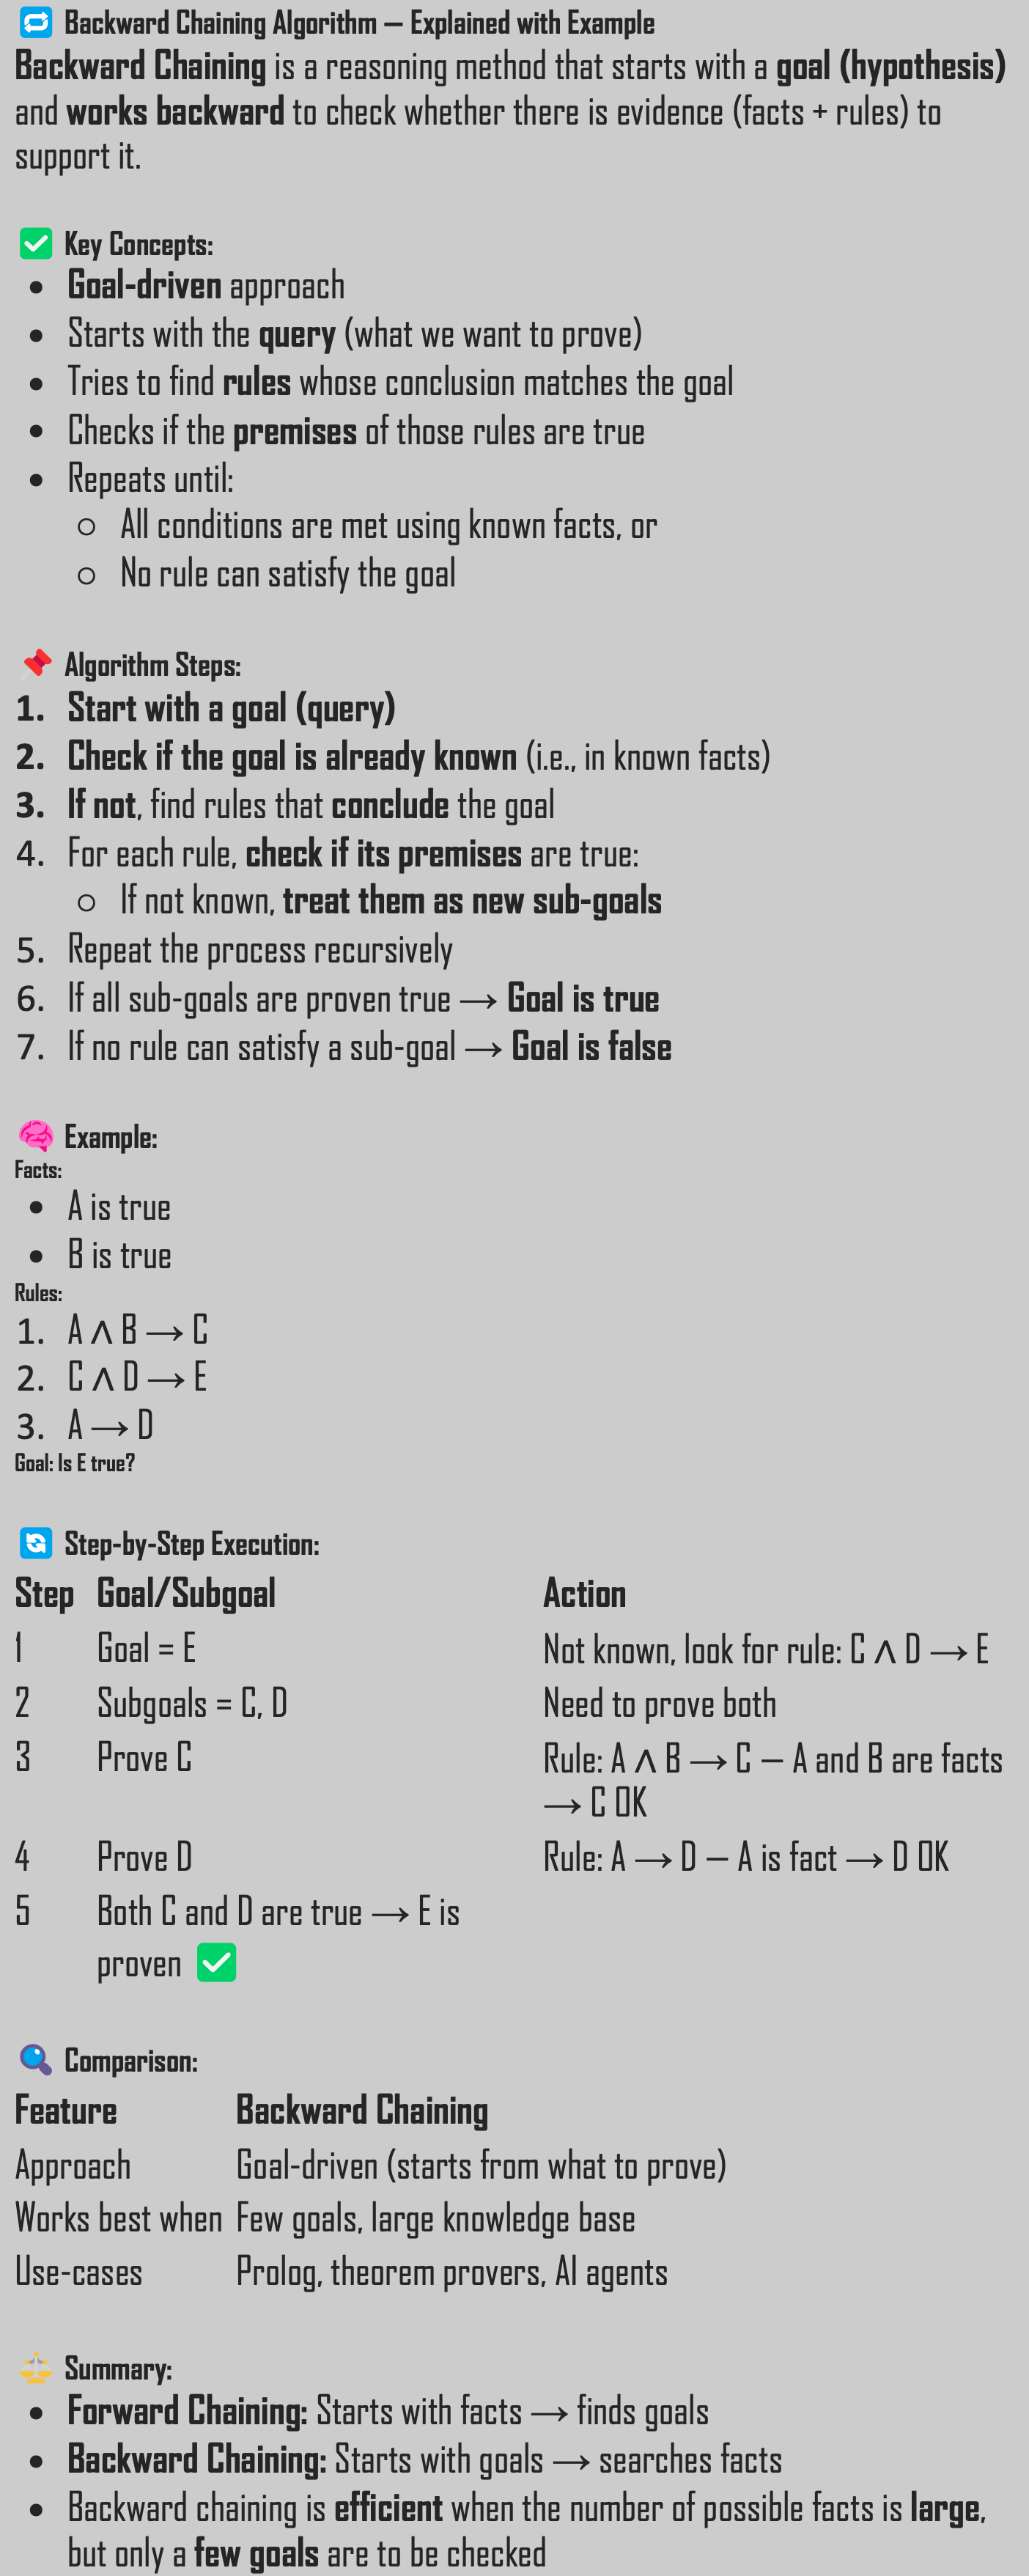 🔁 Backward Chaining Algorithm – Explained with Example
Backward Chaining is a reasoning method that starts with a goal (hypothesis)
and works backward to check whether there is evidence (facts + rules) to
support it.
✅ Key Concepts:
• Goal-driven approach
• Starts with the query (what we want to prove)
• Tries to find rules whose conclusion matches the goal
• Checks if the premises of those rules are true
• Repeats until:
○ All conditions are met using known facts, or
○ No rule can satisfy the goal
📌 Algorithm Steps:
1. Start with a goal (query)
2. Check if the goal is already known (i.e., in known facts)
3. If not, find rules that conclude the goal
4. For each rule, check if its premises are true:
○ If not known, treat them as new sub-goals
5. Repeat the process recursively
6. If all sub-goals are proven true → Goal is true
7. If no rule can satisfy a sub-goal → Goal is false
🧠 Example:
Facts:
• A is true
• B is true
Rules:
1. A ∧ B → C
2. C ∧ D → E
3. A → D
Goal: Is E true?
🔄 Step-by-Step Execution:
Step Goal/Subgoal Action
1 Goal = E Not known, look for rule: C ∧ D → E
2 Subgoals = C, D Need to prove both
3 Prove C Rule: A ∧ B → C – A and B are facts
→ C OK
4 Prove D Rule: A → D – A is fact → D OK
5 Both C and D are true → E is
proven ✅
🔍 Comparison:
Feature Backward Chaining
Approach Goal-driven (starts from what to prove)
Works best when Few goals, large knowledge base
Use-cases Prolog, theorem provers, AI agents
⚖️ Summary:
• Forward Chaining: Starts with facts → finds goals
• Backward Chaining: Starts with goals → searches facts
• Backward chaining is efficient when the number of possible facts is large,
but only a few goals are to be checked